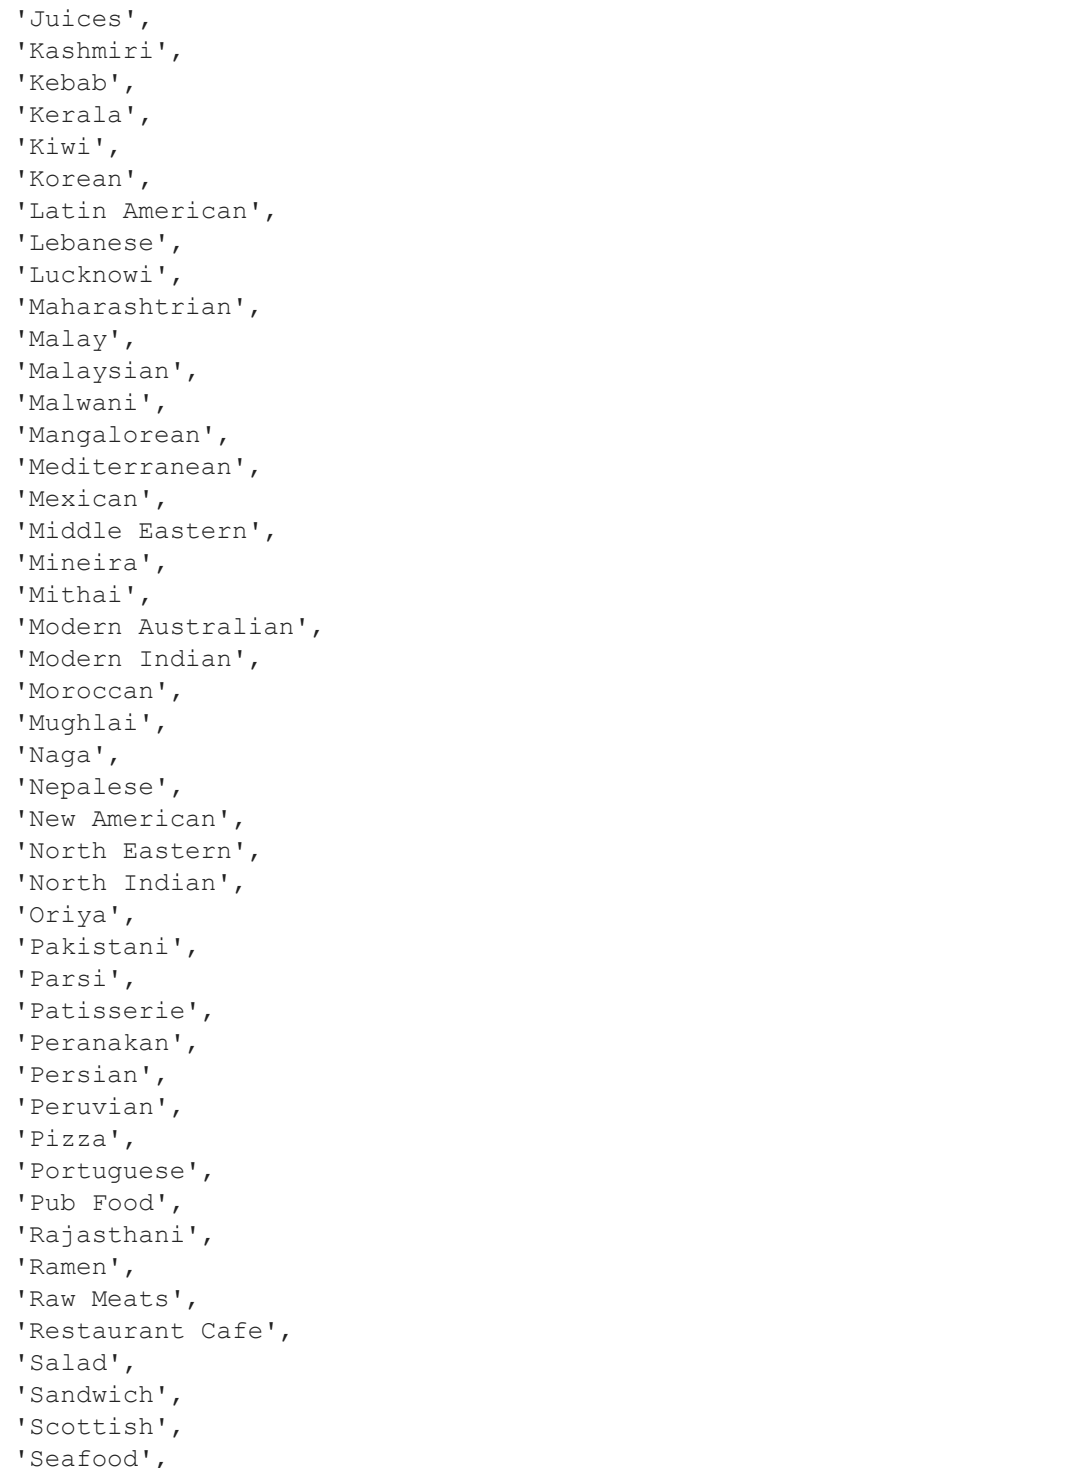 'Juices',
'Kashmiri',
'Kebab',
'Kerala',
'Kiwi',
'Korean',
'Latin American',
'Lebanese',
'Lucknowi',
'Maharashtrian',
'Malay',
'Malaysian',
'Malwani',
'Mangalorean',
'Mediterranean',
'Mexican',
'Middle Eastern',
'Mineira',
'Mithai',
'Modern Australian',
'Modern Indian',
'Moroccan',
'Mughlai',
'Naga',
'Nepalese',
'New American',
'North Eastern',
'North Indian',
'Oriya',
'Pakistani',
'Parsi',
'Patisserie',
'Peranakan',
'Persian',
'Peruvian',
'Pizza',
'Portuguese',
'Pub Food',
'Rajasthani',
'Ramen',
'Raw Meats',
'Restaurant Cafe',
'Salad',
'Sandwich',
'Scottish',
'Seafood',